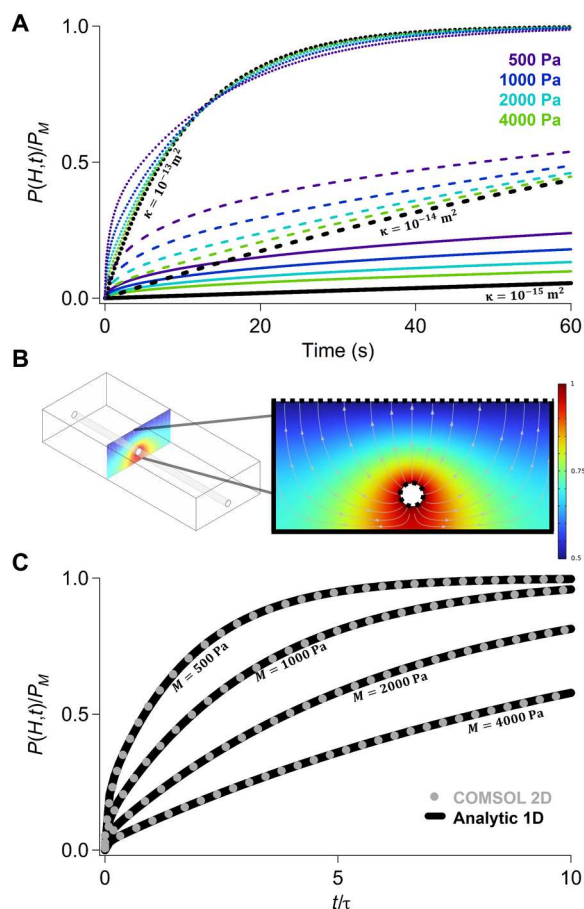 A
P(H,t)/P_M
1.0
0.5
0.0
500 Pa
1000 Pa
2000 Pa
4000 Pa
κ = 10⁻¹³ m²
κ = 10⁻¹⁴ m²
κ = 10⁻¹⁵ m²
0 20 40 60
Time (s)
B
1
0.75
0.5
C
P(H,t)/P_M
1.0
0.5
0.0
M = 500 Pa
M = 1000 Pa
M = 2000 Pa
M = 4000 Pa
COMSOL 2D
Analytic 1D
0 5 10
t/τ